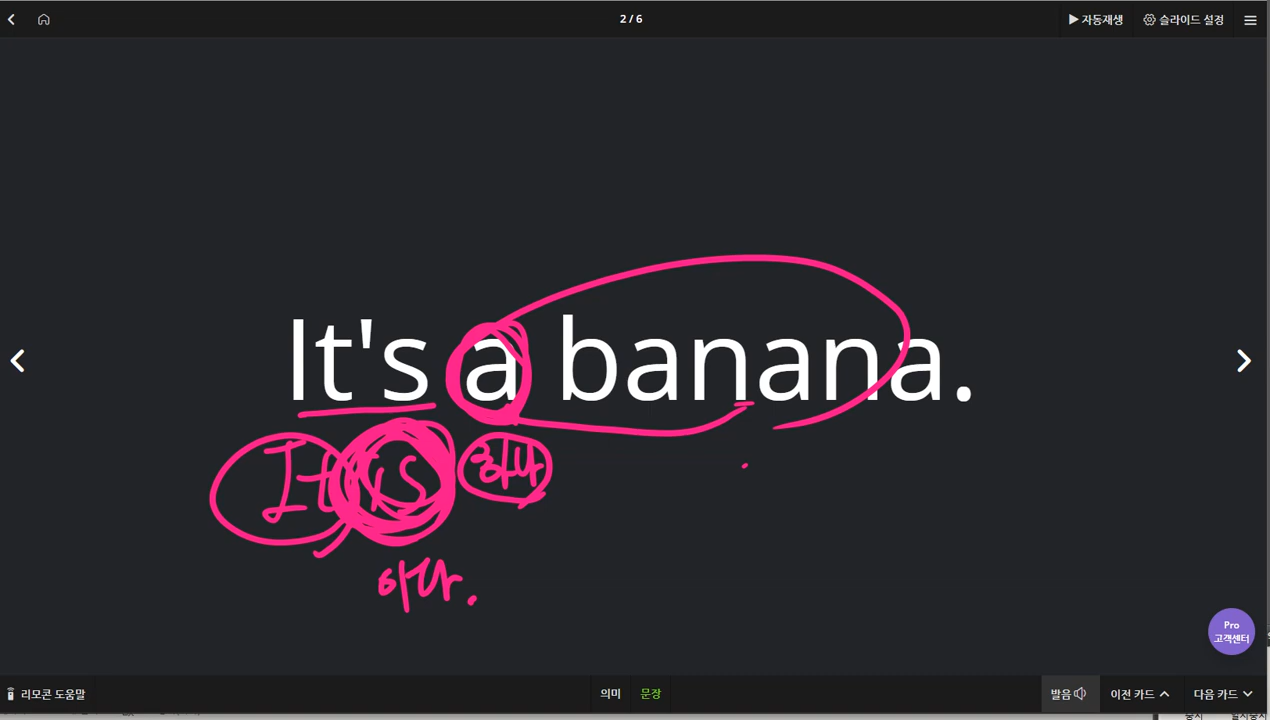 2 / 6
자동재생
슬라이드 설정
It's a banana.
It is
하나
이다.
Pro
고객센터
리모콘 도움말
의미
문장
발음
이전 카드
다음 카드